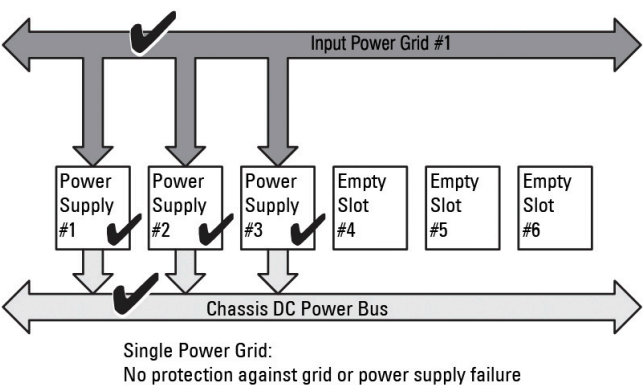 Input Power Grid #1
Power Supply #1
Power Supply #2
Power Supply #3
Empty Slot #4
Empty Slot #5
Empty Slot #6
Chassis DC Power Bus
Single Power Grid:
No protection against grid or power supply failure